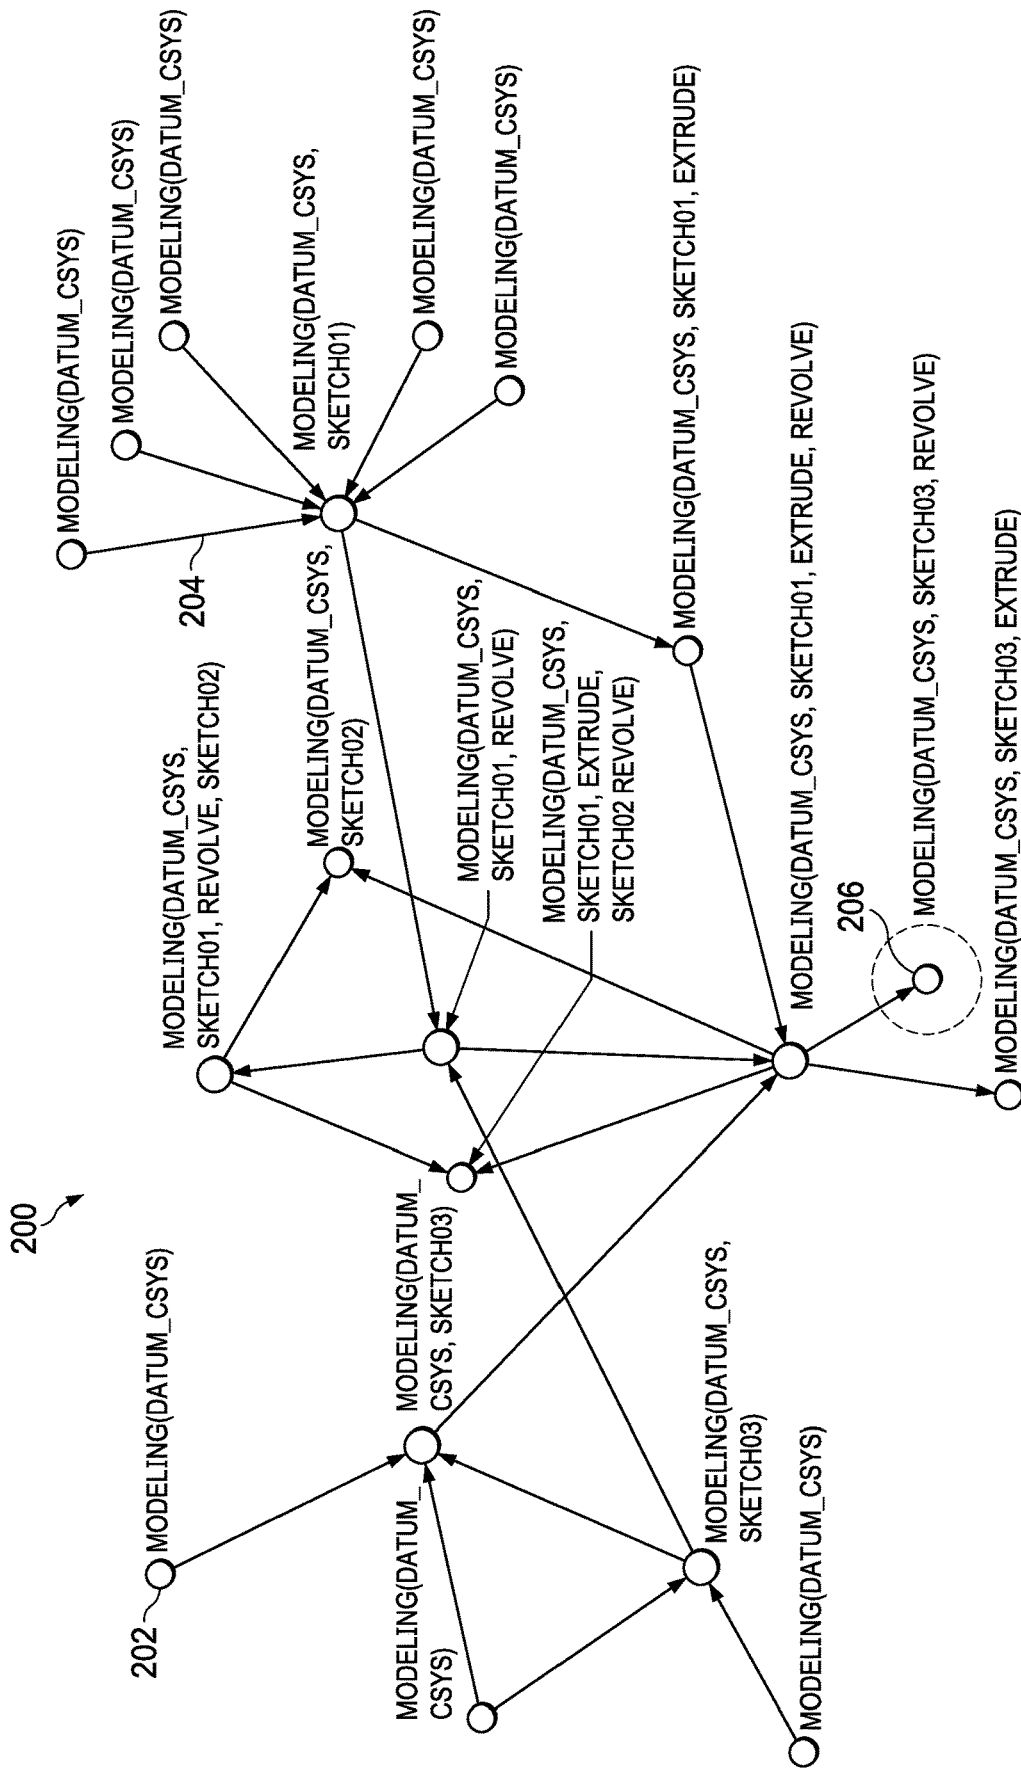 200
202
MODELING(DATUM_CSYS)
MODELING(DATUM_
CSYS)
MODELING(DATUM_
CSYS, SKETCH03)
MODELING(DATUM_CSYS,
SKETCH03)
MODELING(DATUM_CSYS)
MODELING(DATUM_CSYS,
SKETCH01, REVOLVE, SKETCH02)
MODELING(DATUM_CSYS,
SKETCH02)
MODELING(DATUM_CSYS,
SKETCH01, REVOLVE)
MODELING(DATUM_CSYS,
SKETCH01, EXTRUDE,
SKETCH02 REVOLVE)
204
MODELING(DATUM_CSYS)
MODELING(DATUM_CSYS)
MODELING(DATUM_CSYS)
MODELING(DATUM_CSYS,
SKETCH01)
MODELING(DATUM_CSYS)
MODELING(DATUM_CSYS)
MODELING(DATUM_CSYS, SKETCH01, EXTRUDE)
MODELING(DATUM_CSYS, SKETCH01, EXTRUDE, REVOLVE)
206
MODELING(DATUM_CSYS, SKETCH03, REVOLVE)
MODELING(DATUM_CSYS, SKETCH03, EXTRUDE)